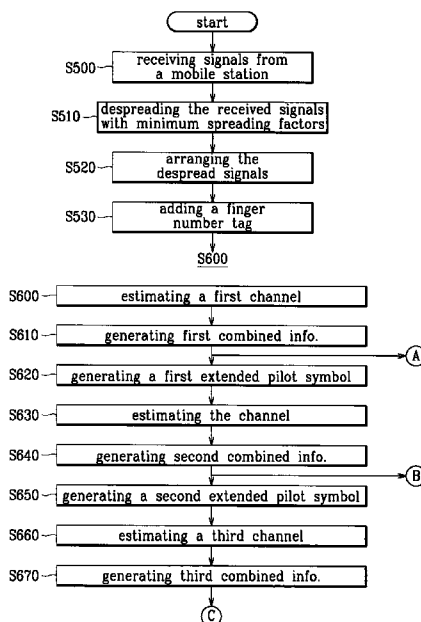 start
S500
receiving signals from
a mobile station
S510
despreading the received signals
with minimum spreading factors
S520
arranging the
despread signals
S530
adding a finger
number tag
S600
S600
estimating a first channel
S610
generating first combined info.
A
S620
generating a first extended pilot symbol
S630
estimating the channel
S640
generating second combined info.
B
S650
generating a second extended pilot symbol
S660
estimating a third channel
S670
generating third combined info.
C